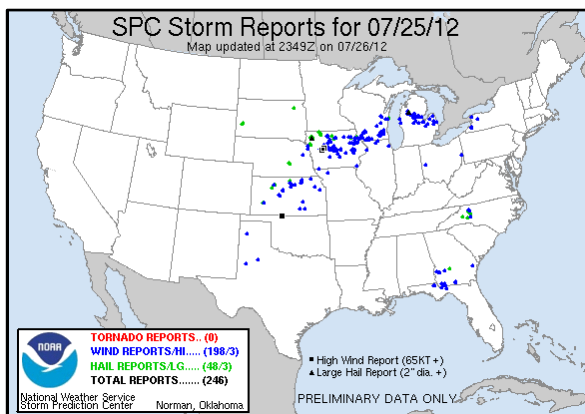 SPC Storm Reports for 07/25/12
Map updated at 2349Z on 07/26/12
NOAA
TORNADO REPORTS.. (0)
WIND REPORTS/HI..... (198/3)
HAIL REPORTS/LG..... (48/3)
TOTAL REPORTS....... (246)
National Weather Service
Storm Prediction Center Norman, Oklahoma
High Wind Report (65KT +)
Large Hail Report (2" dia. +)
PRELIMINARY DATA ONLY